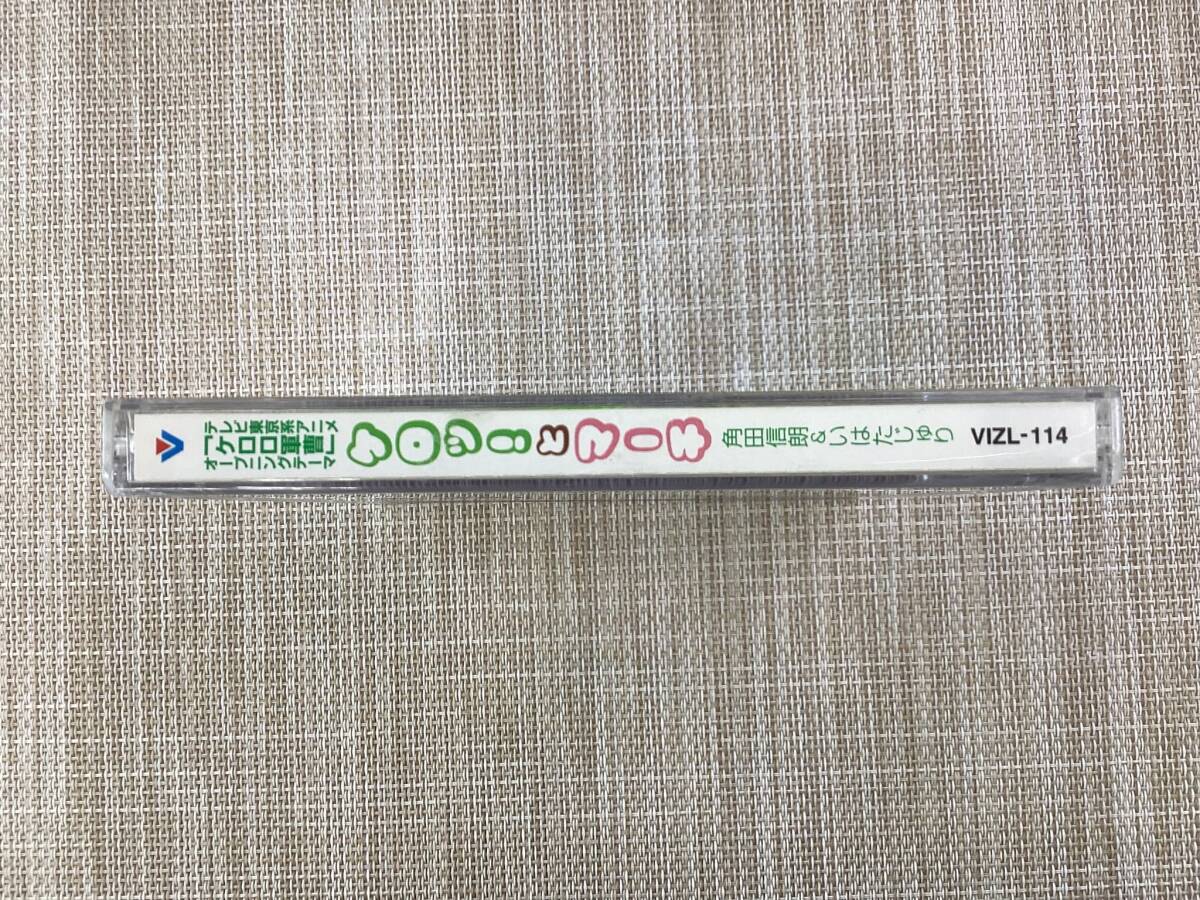 テレビ東京系アニメ
「ケロロ軍曹」
オープニングテーマ
ケロッ!とマーチ
角田信朗&いはたじゅり
VIZL-114